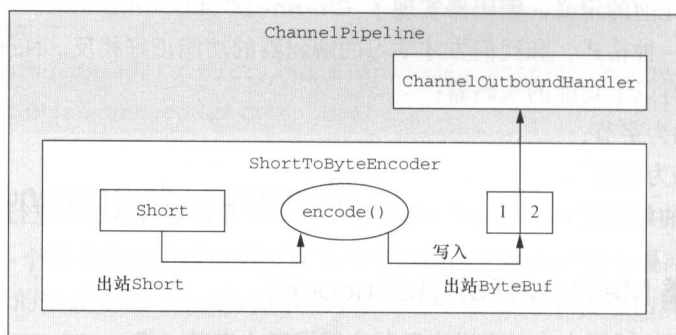 ChannelPipeline
ChannelOutboundHandler
ShortToByteEncoder
Short
encode()
1 2
写入
出站Short
出站ByteBuf